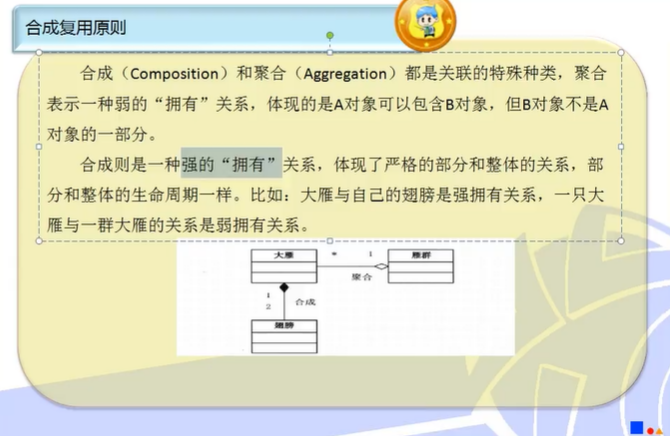 合成复用原则
合成（Composition）和聚合（Aggregation）都是关联的特殊种类，聚合
表示一种弱的“拥有”关系，体现的是A对象可以包含B对象，但B对象不是A
对象的一部分。
合成则是一种强的“拥有”关系，体现了严格的部分和整体的关系，部
分和整体的生命周期一样。比如：大雁与自己的翅膀是强拥有关系，一只大
雁与一群大雁的关系是弱拥有关系。
大雁 * 1 雁群
聚合
1
合成
2
翅膀